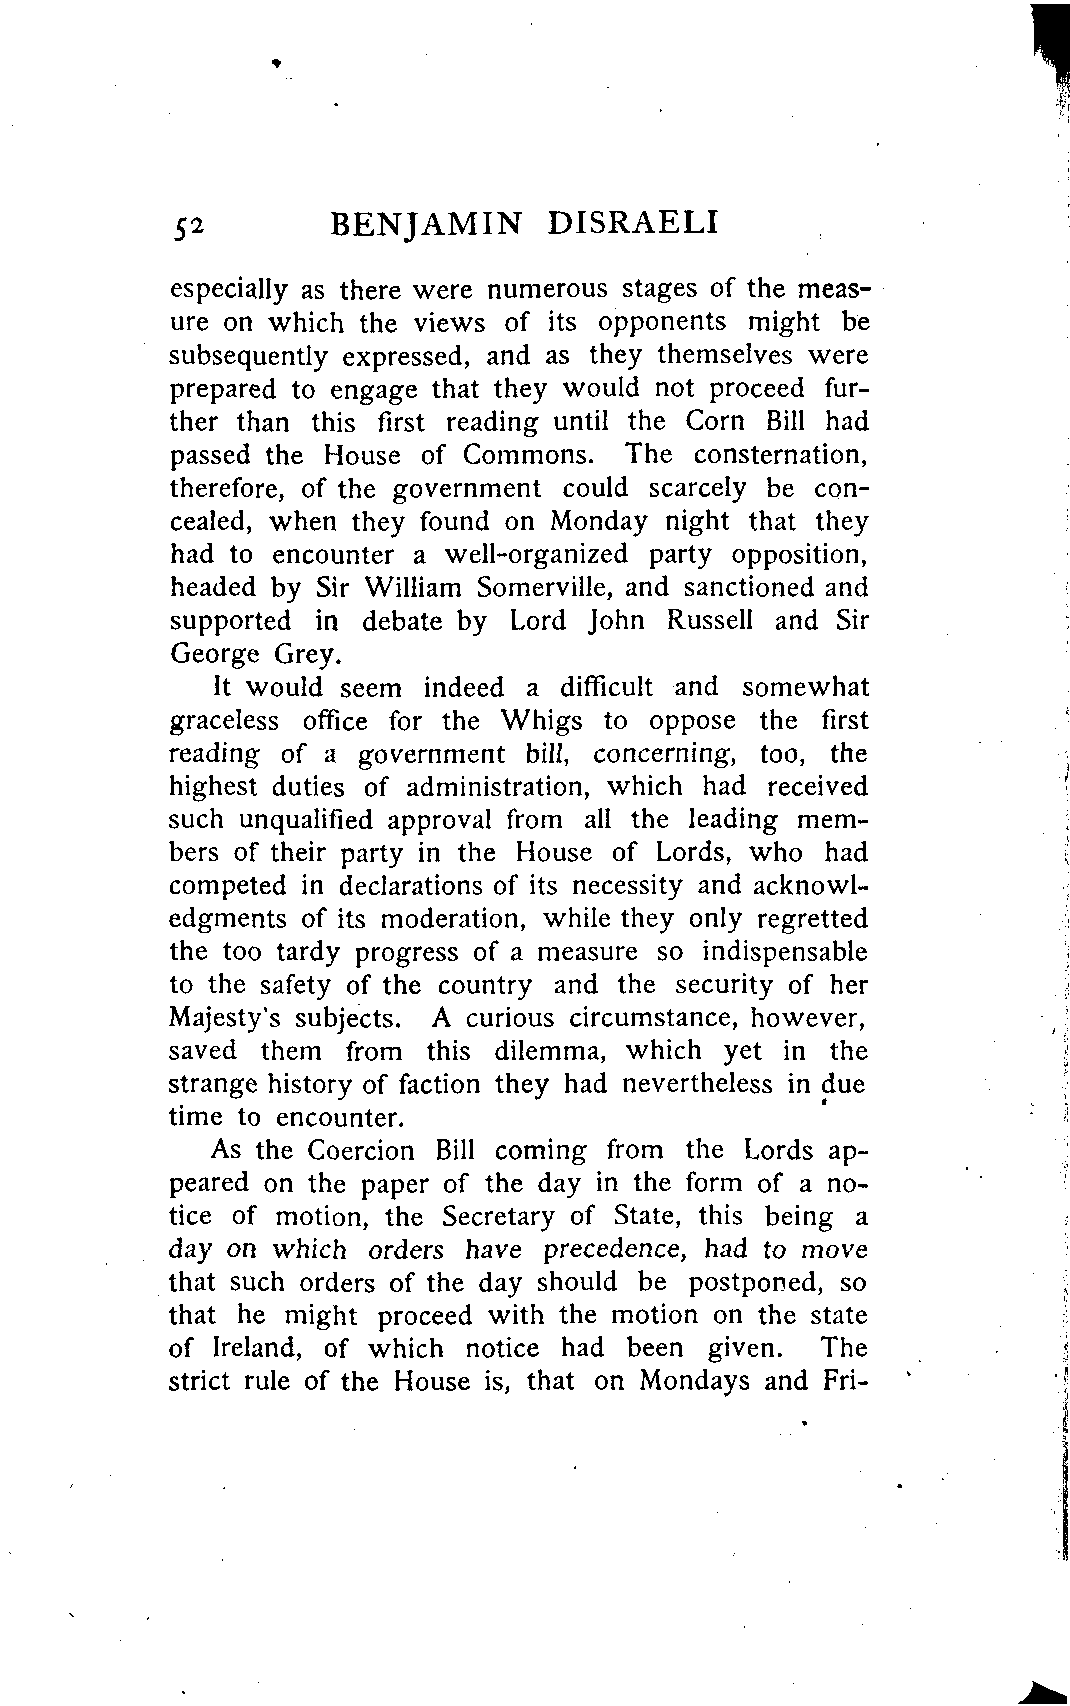 52 BENJAMIN DISRAELI
especially as there were numerous stages of the meas-
ure on which the views of its opponents might be
subsequently expressed, and as they themselves were
prepared to engage that they would not proceed fur-
ther than this first reading until the Corn Bill had
passed the House of Commons. The consternation,
therefore, of the government could scarcely be con-
cealed, when they found on Monday night that they
had to encounter a well-organized party opposition,
headed by Sir William Somerville, and sanctioned and
supported in debate by Lord John Russell and Sir
George Grey.
It would seem indeed a difficult and somewhat
graceless office for the Whigs to oppose the first
reading of a government bill, concerning, too, the
highest duties of administration, which had received
such unqualified approval from all the leading mem-
bers of their party in the House of Lords, who had
competed in declarations of its necessity and acknowl-
edgments of its moderation, while they only regretted
the too tardy progress of a measure so indispensable
to the safety of the country and the security of her
Majesty's subjects. A curious circumstance, however,
saved them from this dilemma, which yet in the
strange history of faction they had nevertheless in due
time to encounter.
As the Coercion Bill coming from the Lords ap-
peared on the paper of the day in the form of a no-
tice of motion, the Secretary of State, this being a
day on which orders have precedence, had to move
that such orders of the day should be postponed, so
that he might proceed with the motion on the state
of Ireland, of which notice had been given. The
strict rule of the House is, that on Mondays and Fri-